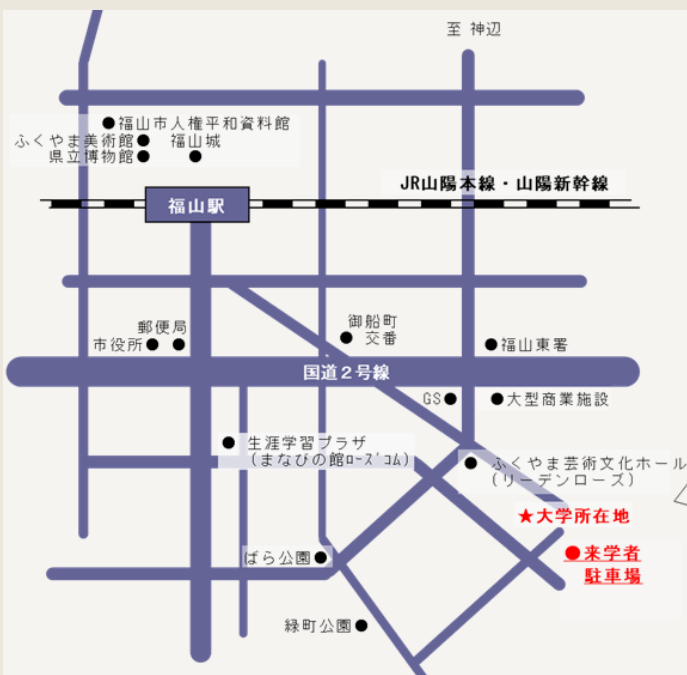 至 神辺
●福山市人権平和資料館
ふくやま美術館● 福山城
県立博物館● ●
JR山陽本線・山陽新幹線
福山駅
御船町
● 交番
郵便局
市役所● ●
●福山東署
国道２号線
GS● ●大型商業施設
● 生涯学習プラザ
(まなびの館ﾛｰｽﾞｺﾑ)
● ふくやま芸術文化ホール
(リーデンローズ)
★大学所在地
●来学者
駐車場
ばら公園●
緑町公園●